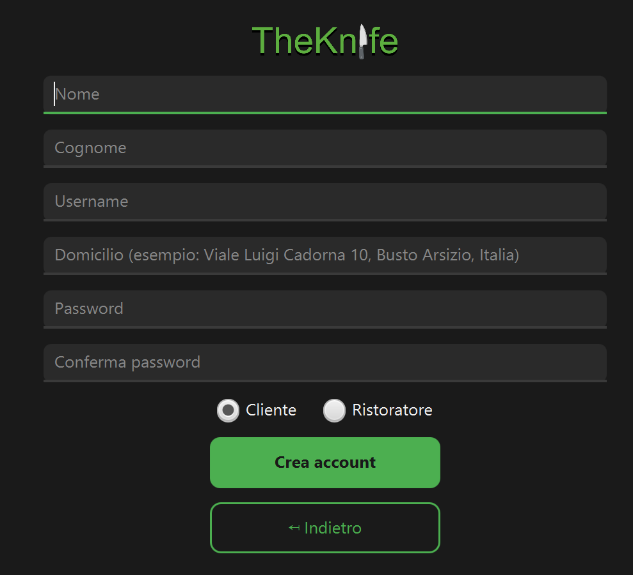 TheKnife
Nome
Cognome
Username
Domicilio (esempio: Viale Luigi Cadorna 10, Busto Arsizio, Italia)
Password
Conferma password
Cliente Ristoratore
Crea account
← Indietro